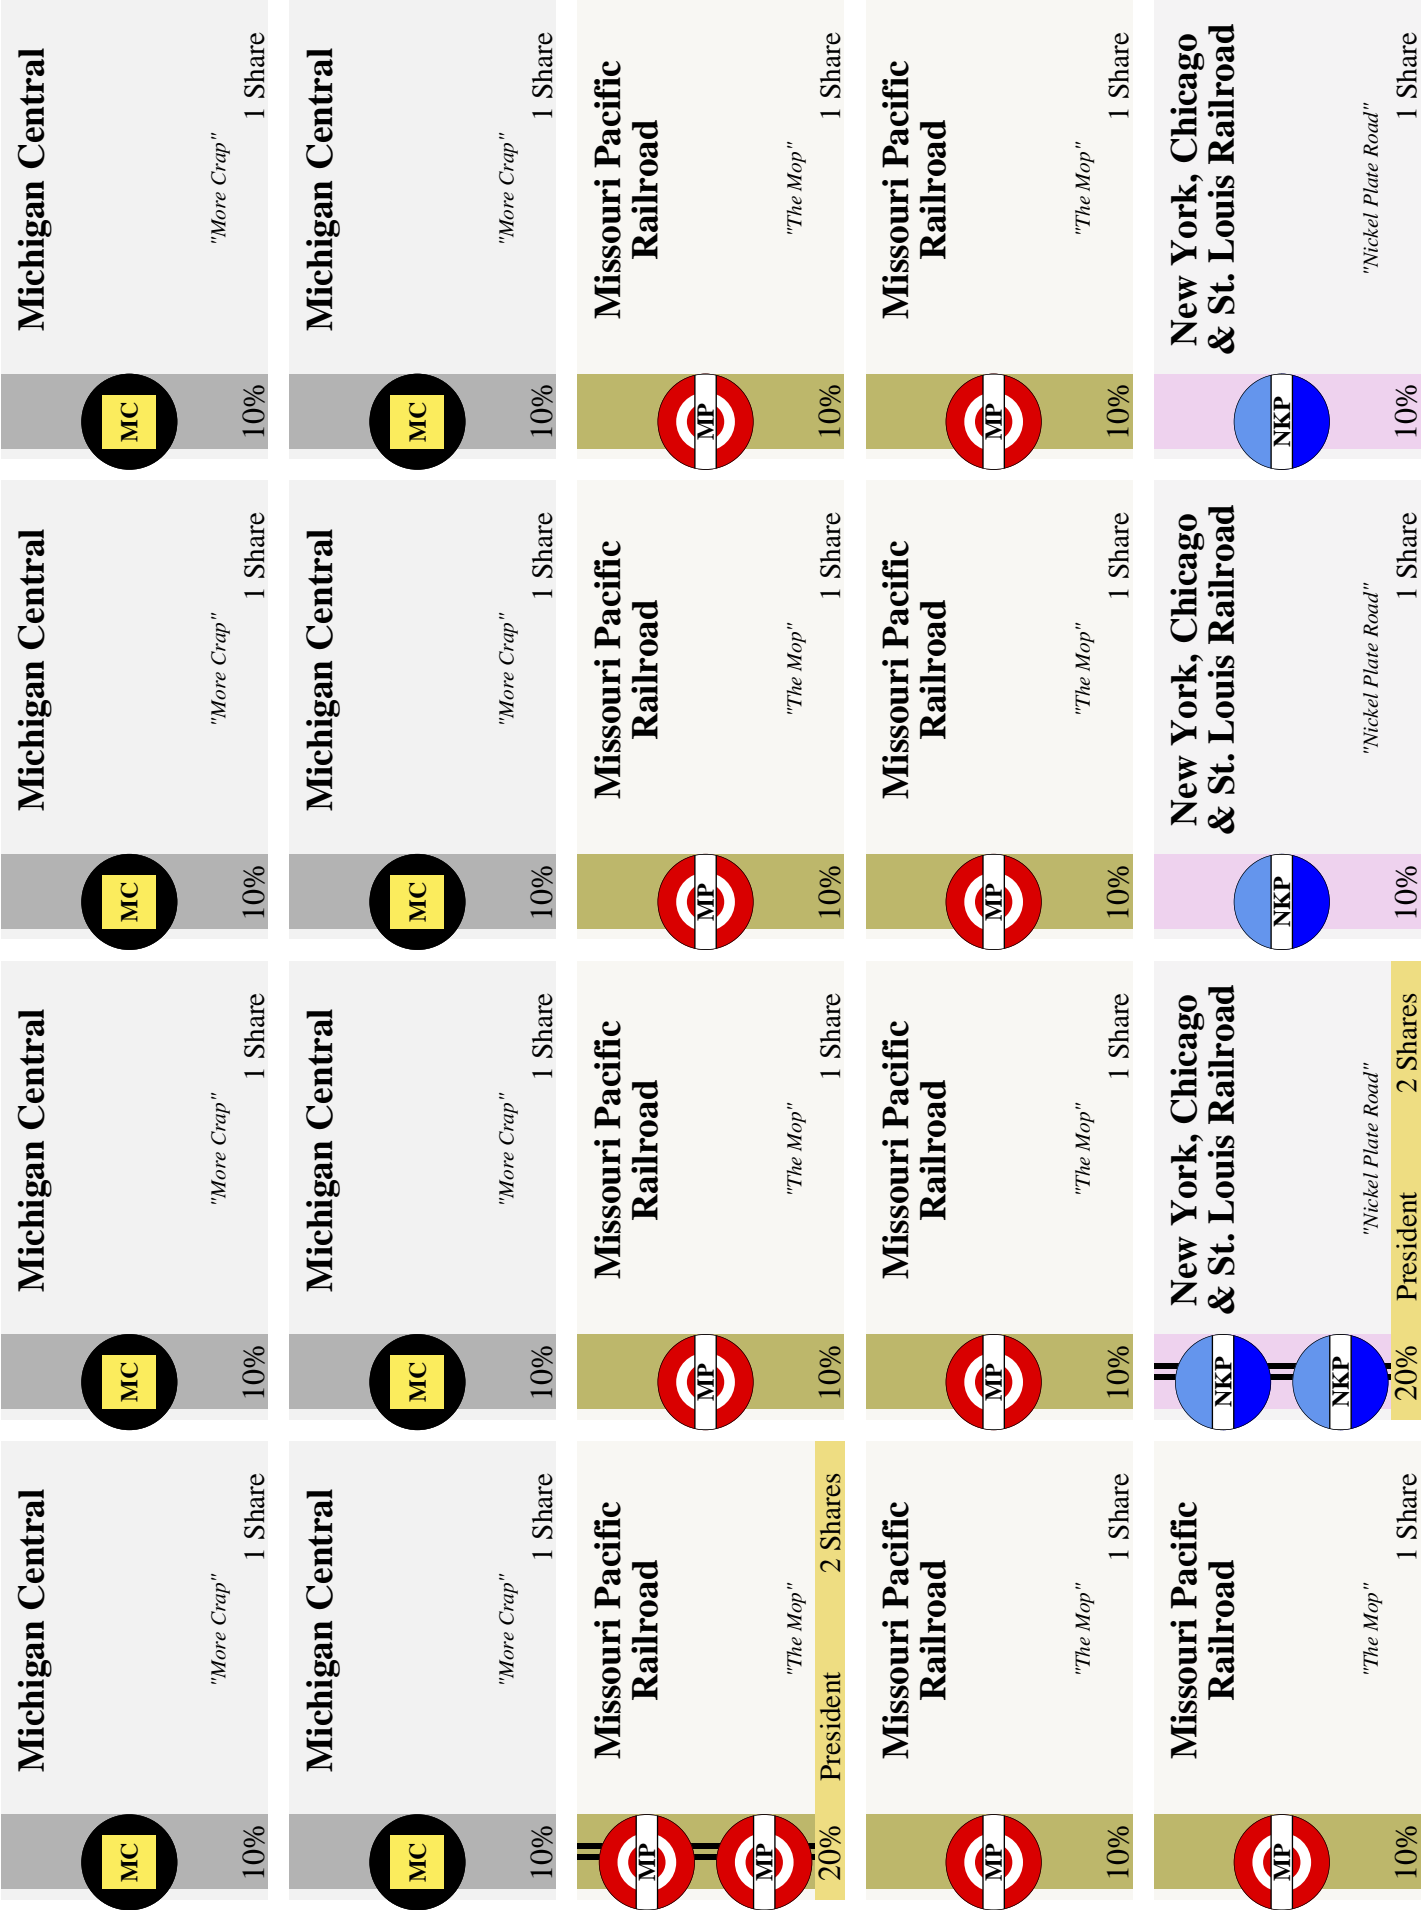 Michigan Central
MC
"More Crap"
10% 1 Share
Michigan Central
MC
"More Crap"
10% 1 Share
Michigan Central
MC
"More Crap"
10% 1 Share
Michigan Central
MC
"More Crap"
10% 1 Share
Michigan Central
MC
"More Crap"
10% 1 Share
Michigan Central
MC
"More Crap"
10% 1 Share
Michigan Central
MC
"More Crap"
10% 1 Share
Michigan Central
MC
"More Crap"
10% 1 Share
Missouri Pacific
Railroad
MP
MP
"The Mop"
20% President 2 Shares
Missouri Pacific
Railroad
MP
"The Mop"
10% 1 Share
Missouri Pacific
Railroad
MP
"The Mop"
10% 1 Share
Missouri Pacific
Railroad
MP
"The Mop"
10% 1 Share
Missouri Pacific
Railroad
MP
"The Mop"
10% 1 Share
Missouri Pacific
Railroad
MP
"The Mop"
10% 1 Share
Missouri Pacific
Railroad
MP
"The Mop"
10% 1 Share
Missouri Pacific
Railroad
MP
"The Mop"
10% 1 Share
Missouri Pacific
Railroad
MP
"The Mop"
10% 1 Share
New York, Chicago
& St. Louis Railroad
NKP
NKP
"Nickel Plate Road"
20% President 2 Shares
New York, Chicago
& St. Louis Railroad
NKP
"Nickel Plate Road"
10% 1 Share
New York, Chicago
& St. Louis Railroad
NKP
"Nickel Plate Road"
10% 1 Share